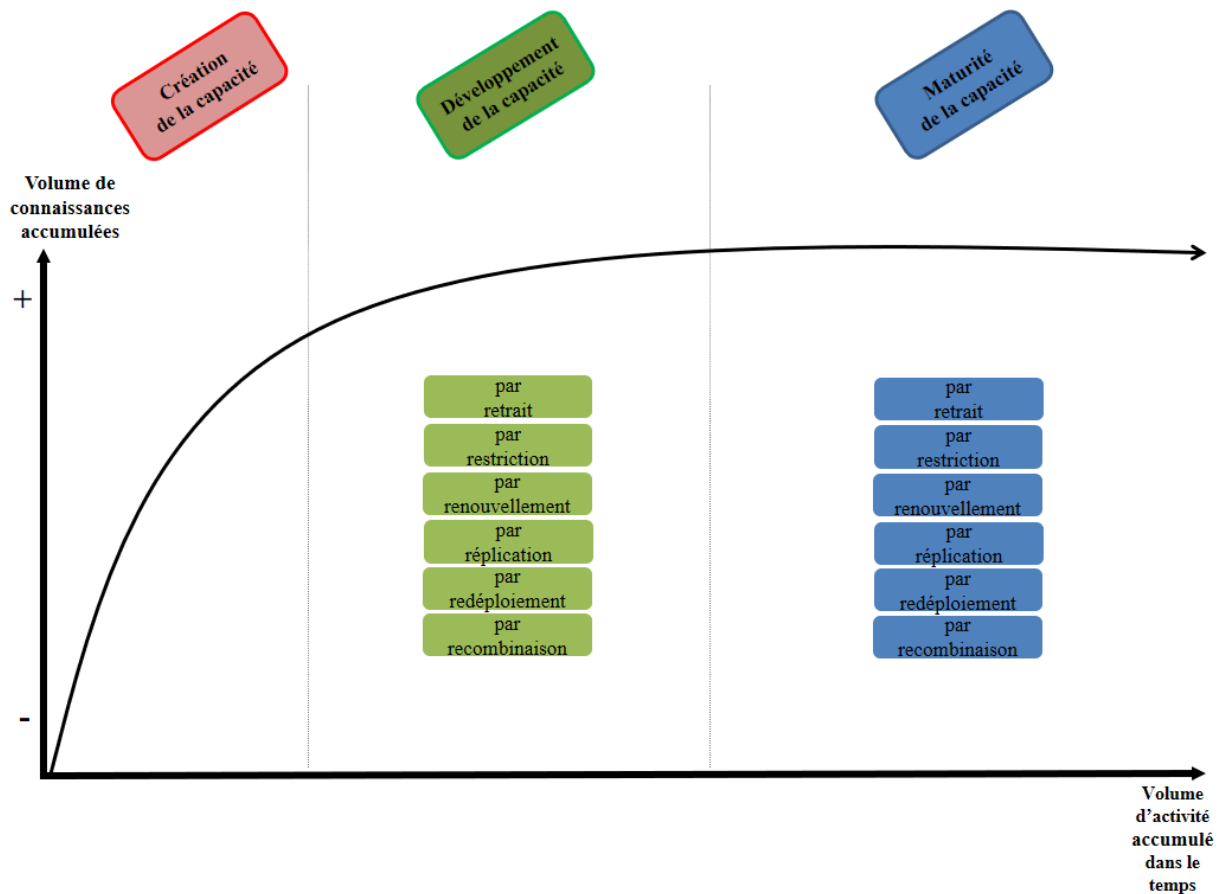 Création
de la capacité
Développement
de la capacité
Maturité
de la capacité
Volume de
connaissances
accumulées
+
par
retrait
par
restriction
par
renouvellement
par
réplication
par
redéploiement
par
recombinaison
par
retrait
par
restriction
par
renouvellement
par
réplication
par
redéploiement
par
recombinaison
-
Volume
d’activité
accumulé
dans le
temps